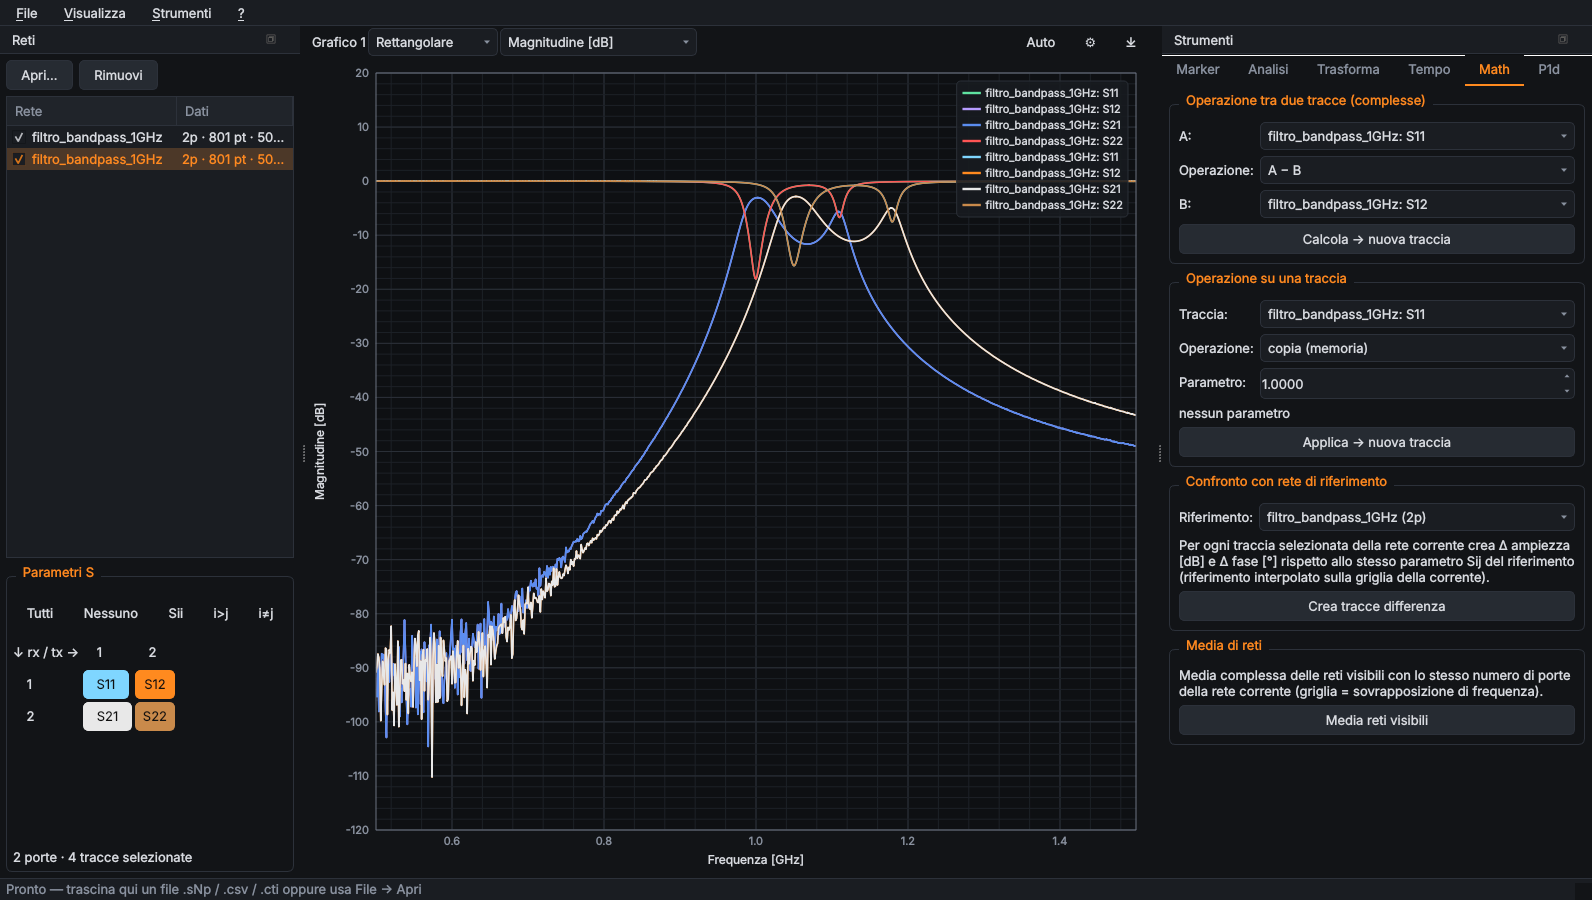 File Visualizza Strumenti ?
Reti
Apri... Rimuovi
Rete Dati
✓ filtro_bandpass_1GHz 2p · 801 pt · 50...
✓ filtro_bandpass_1GHz 2p · 801 pt · 50...
Parametri S
Tutti Nessuno Sii i>j i≠j
↓ rx / tx → 1 2
1 S11 S12
2 S21 S22
2 porte · 4 tracce selezionate
Grafico 1 Rettangolare Magnitudine [dB] Auto
20
10
0
-10
-20
-30
-40
-50
-60
-70
-80
-90
-100
-110
-120
Magnitudine [dB]
filtro_bandpass_1GHz: S11
filtro_bandpass_1GHz: S12
filtro_bandpass_1GHz: S21
filtro_bandpass_1GHz: S22
filtro_bandpass_1GHz: S11
filtro_bandpass_1GHz: S12
filtro_bandpass_1GHz: S21
filtro_bandpass_1GHz: S22
0.6 0.8 1.0 1.2 1.4
Frequenza [GHz]
Strumenti
Marker Analisi Trasforma Tempo Math P1d
Operazione tra due tracce (complesse)
A: filtro_bandpass_1GHz: S11
Operazione: A − B
B: filtro_bandpass_1GHz: S12
Calcola → nuova traccia
Operazione su una traccia
Traccia: filtro_bandpass_1GHz: S11
Operazione: copia (memoria)
Parametro: 1.0000
nessun parametro
Applica → nuova traccia
Confronto con rete di riferimento
Riferimento: filtro_bandpass_1GHz (2p)
Per ogni traccia selezionata della rete corrente crea Δ ampiezza
[dB] e Δ fase [°] rispetto allo stesso parametro Sij del riferimento
(riferimento interpolato sulla griglia della corrente).
Crea tracce differenza
Media di reti
Media complessa delle reti visibili con lo stesso numero di porte
della rete corrente (griglia = sovrapposizione di frequenza).
Media reti visibili
Pronto — trascina qui un file .sNp / .csv / .cti oppure usa File → Apri